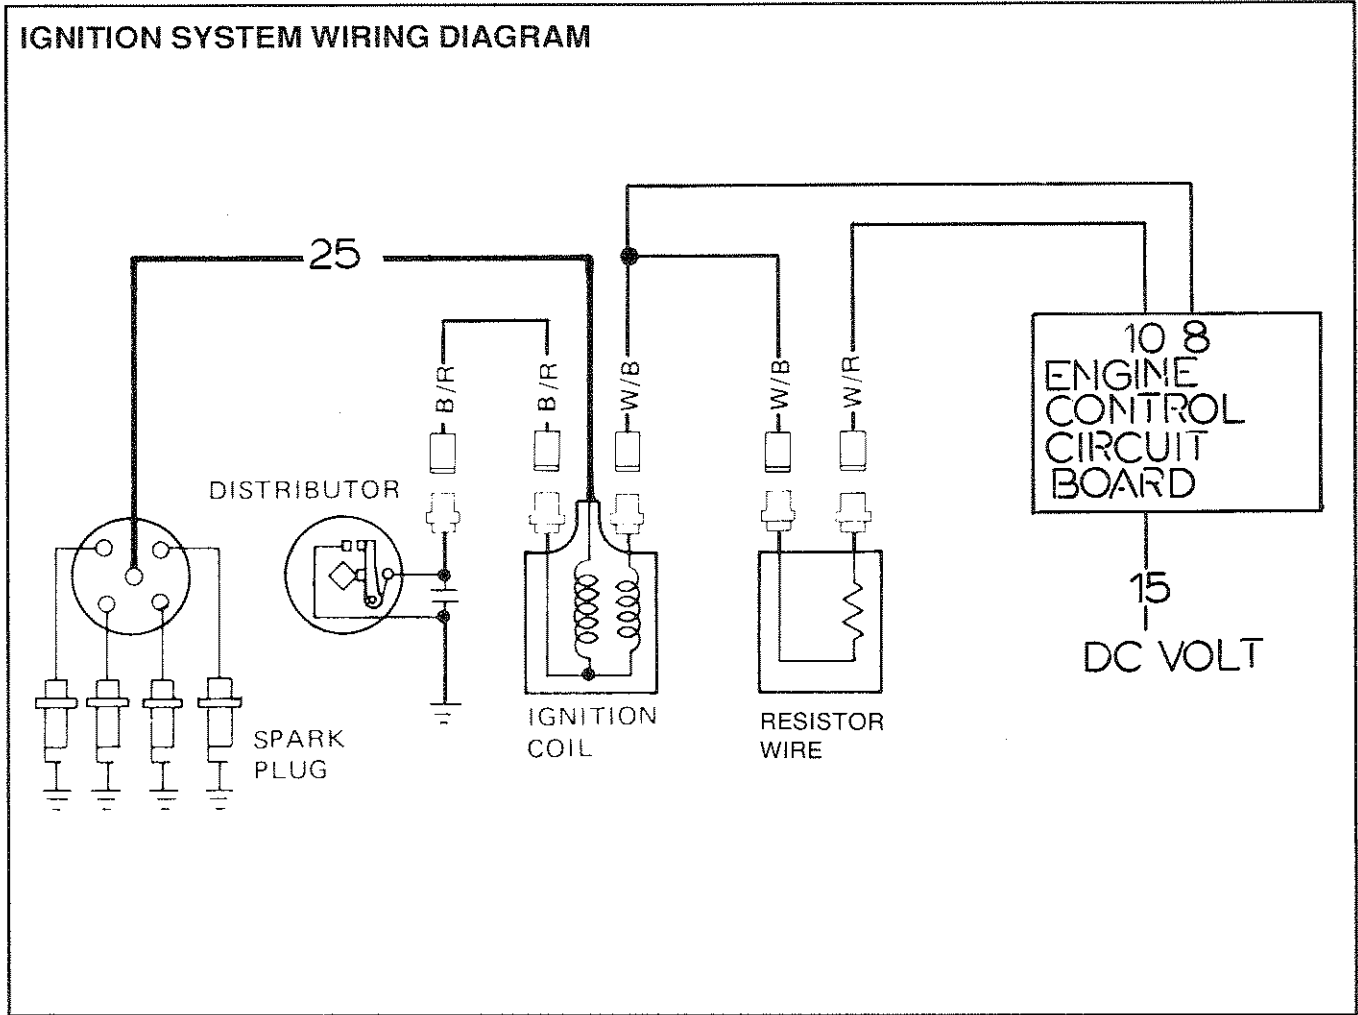 IGNITION SYSTEM WIRING DIAGRAM
25
B/R
B/R
W/B
W/B
W/R
10 8
ENGINE
CONTROL
CIRCUIT
BOARD
DISTRIBUTOR
15
DC VOLT
IGNITION
COIL
RESISTOR
WIRE
SPARK
PLUG